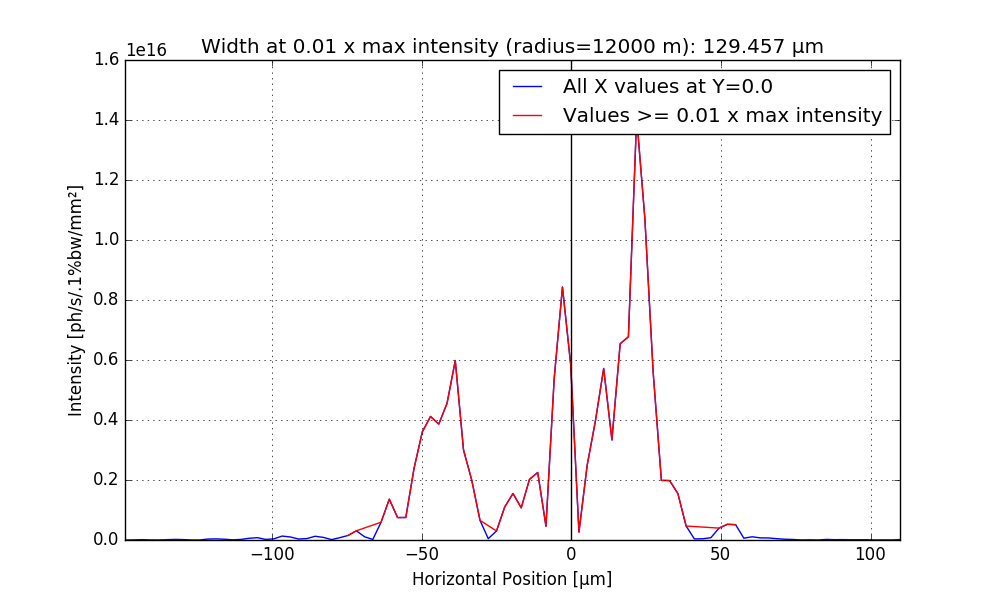 1e16
Width at 0.01 x max intensity (radius=12000 m): 129.457 µm
All X values at Y=0.0
Values >= 0.01 x max intensity
1.6
1.4
1.2
1.0
0.8
0.6
0.4
0.2
0.0
Intensity [ph/s/.1%bw/mm²]
−100
−50
0
50
100
Horizontal Position [µm]